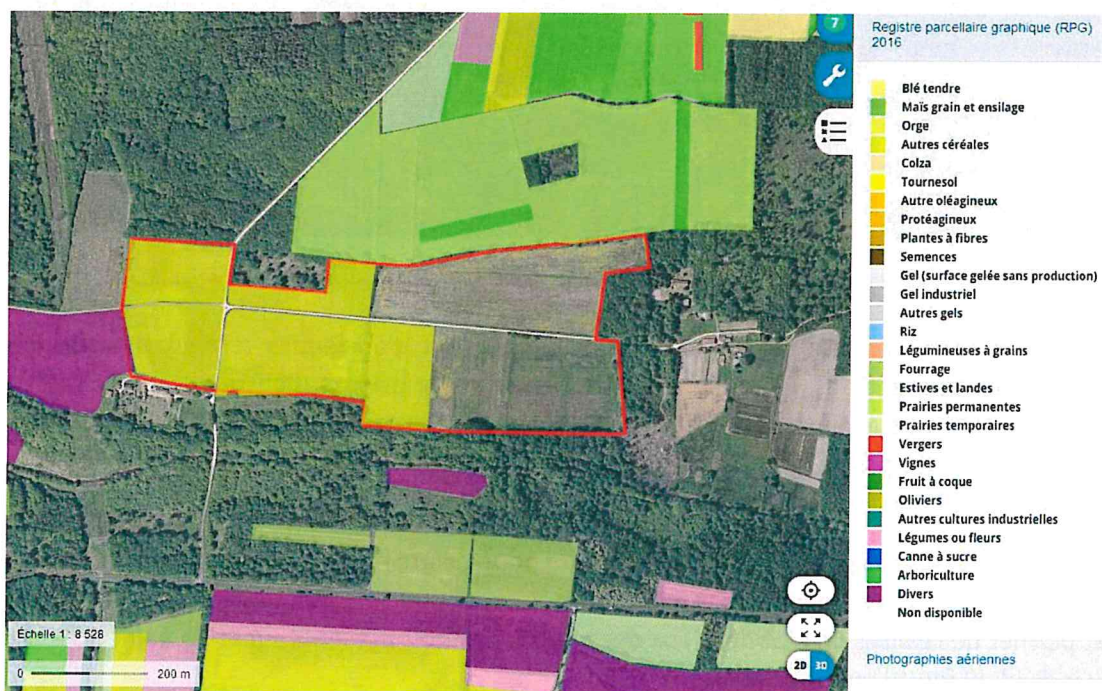 7
Registre parcellaire graphique (RPG)
2016
Blé tendre
Maïs grain et ensilage
Orge
Autres céréales
Colza
Tournesol
Autre oléagineux
Protéagineux
Plantes à fibres
Semences
Gel (surface gelée sans production)
Gel industriel
Autres gels
Riz
Légumineuses à grains
Fourrage
Estives et landes
Prairies permanentes
Prairies temporaires
Vergers
Vignes
Fruit à coque
Oliviers
Autres cultures industrielles
Légumes ou fleurs
Canne à sucre
Arboriculture
Divers
Non disponible
Photographies aériennes
Échelle 1 : 8 528
0 200 m
2D 3D